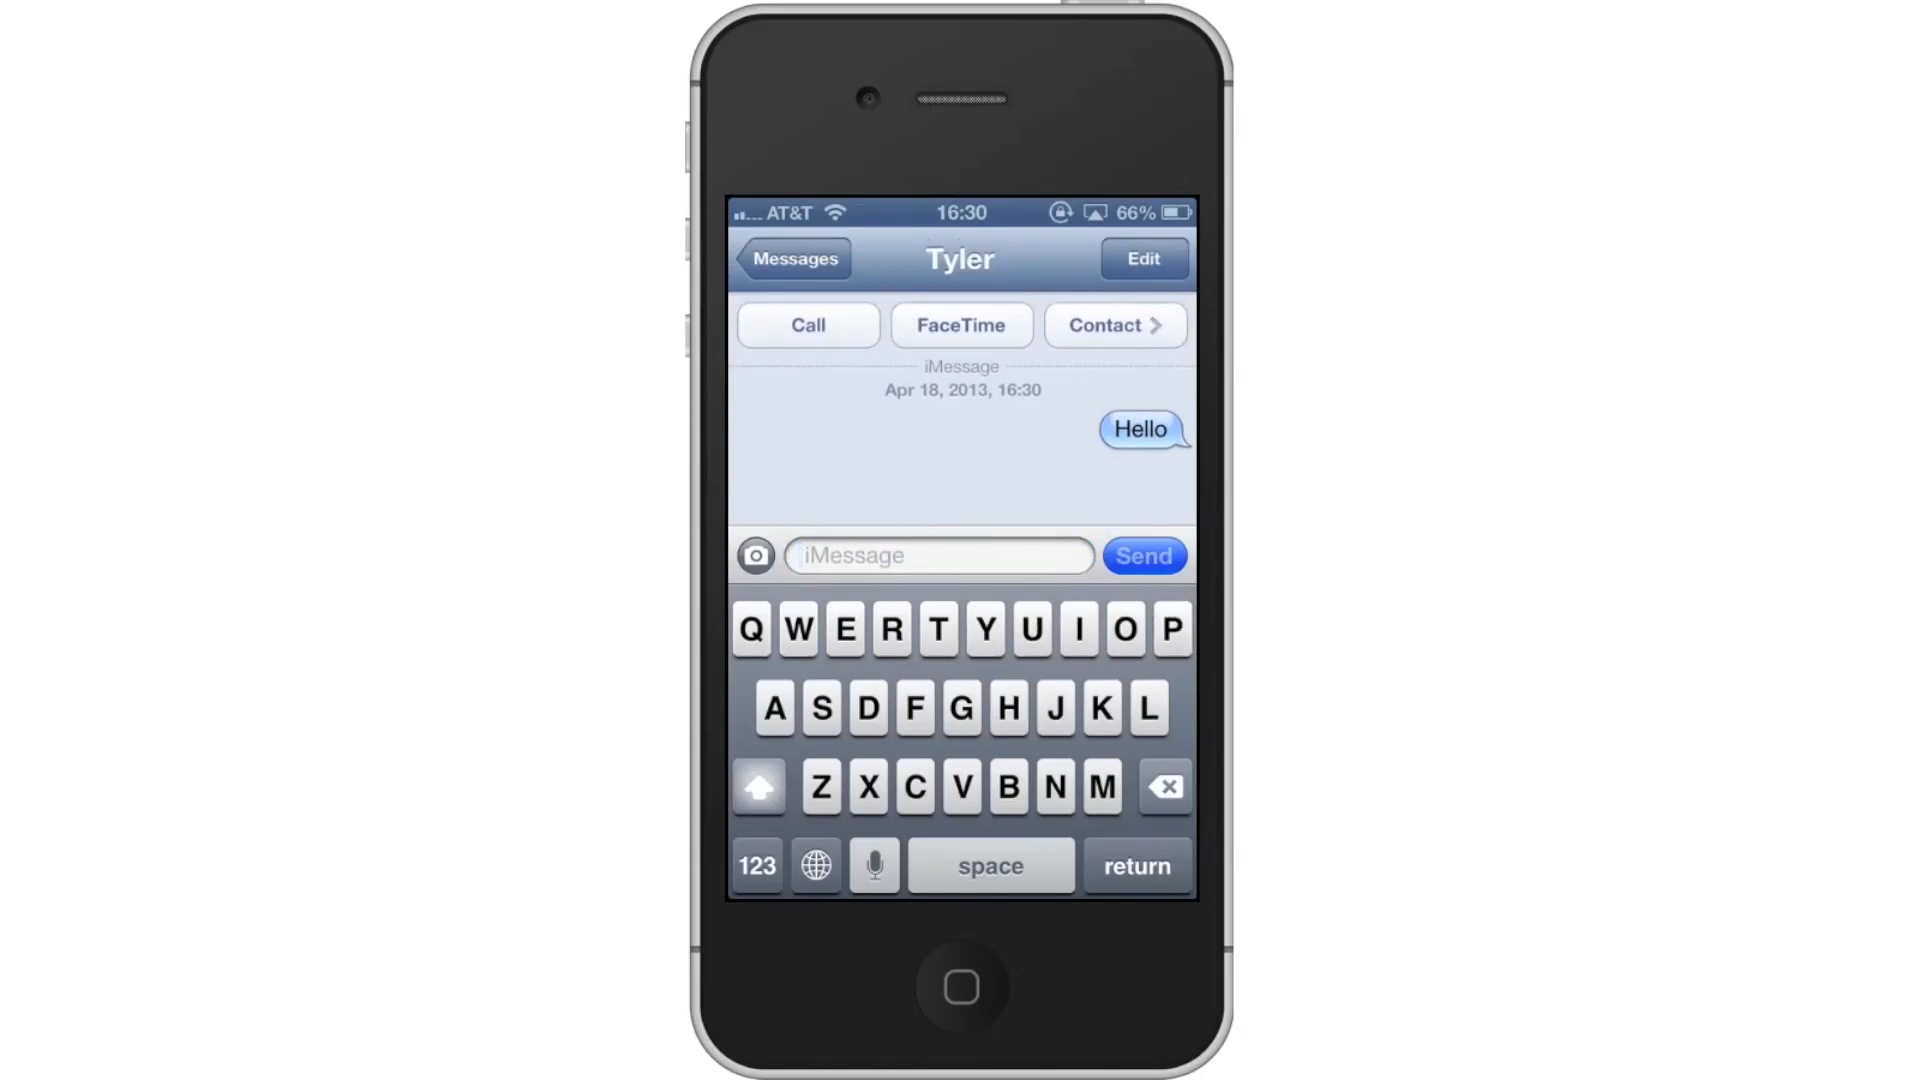 AT&T 16:30 66%
Messages Tyler Edit
Call FaceTime Contact
iMessage
Apr 18, 2013, 16:30
Hello
iMessage Send
Q W E R T Y U I O P
A S D F G H J K L
Z X C V B N M
123 space return